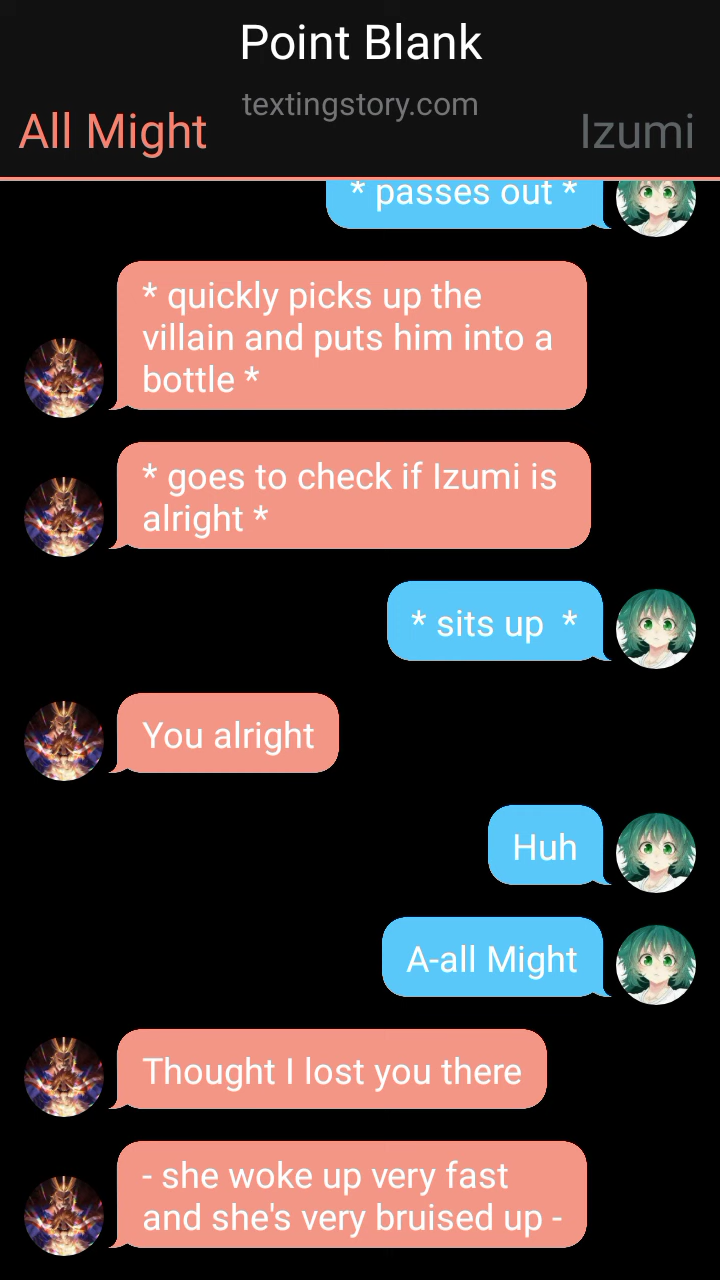 Point Blank
textingstory.com
All Might
Izumi
* passes out *
* quickly picks up the
villain and puts him into a
bottle *
* goes to check if Izumi is
alright *
* sits up  *
You alright
Huh
A-all Might
Thought I lost you there
- she woke up very fast
and she's very bruised up -